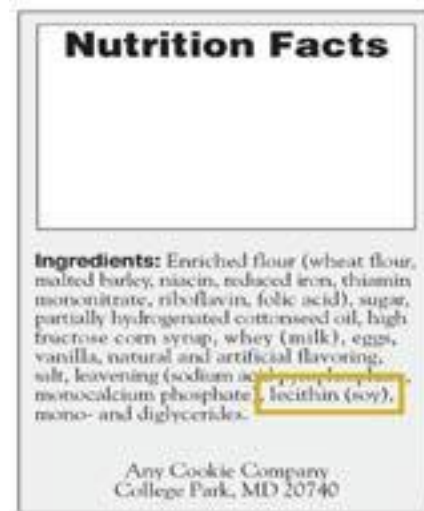 Nutrition Facts
Ingredients: Enriched flour (wheat flour,
malted barley, niacin, reduced iron, thiamin
mononitrate, riboflavin, folic acid), sugar,
partially hydrogenated cottonseed oil, high
fructose corn syrup, whey (milk), eggs,
vanilla, natural and artificial flavoring,
salt, leavening (sodium acid
monocalcium phosphate), lecithin (soy),
mono- and diglycerides.
Any Cookie Company
College Park, MD 20740